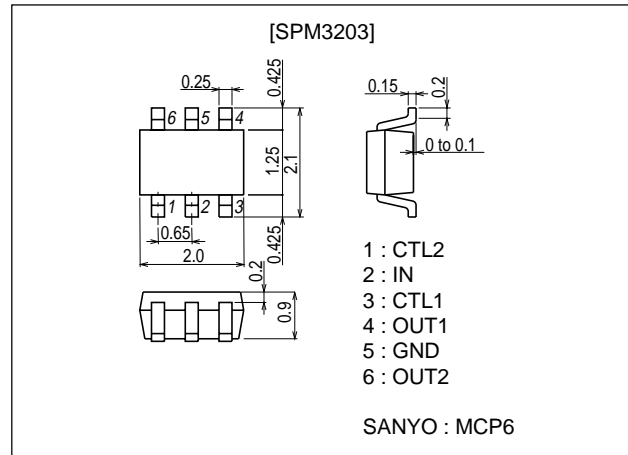 [SPM3203]
0.25
0.425
6 5 4
1.25
2.1
1 2 3
0.65
2.0
0.425
0.15
0.2
0 to 0.1
0.2
0.9
1 : CTL2
2 : IN
3 : CTL1
4 : OUT1
5 : GND
6 : OUT2
SANYO : MCP6